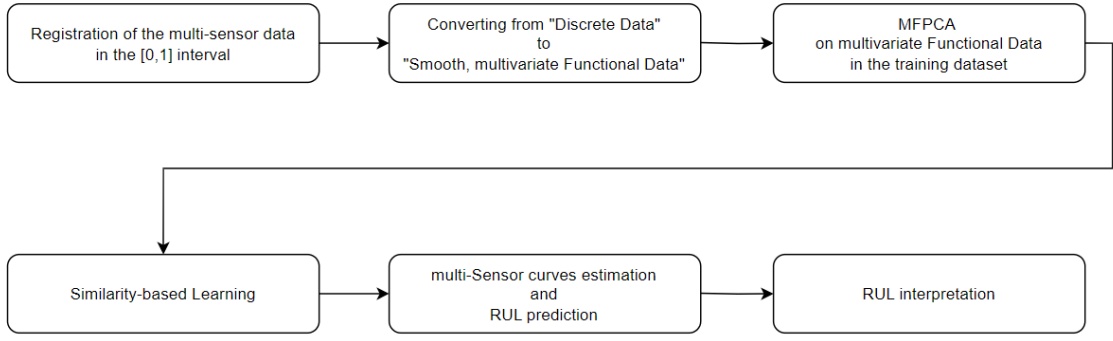 Registration of the multi-sensor data
in the [0,1] interval
Converting from "Discrete Data"
to
"Smooth, multivariate Functional Data"
MFPCA
on multivariate Functional Data
in the training dataset
Similarity-based Learning
multi-Sensor curves estimation
and
RUL prediction
RUL interpretation